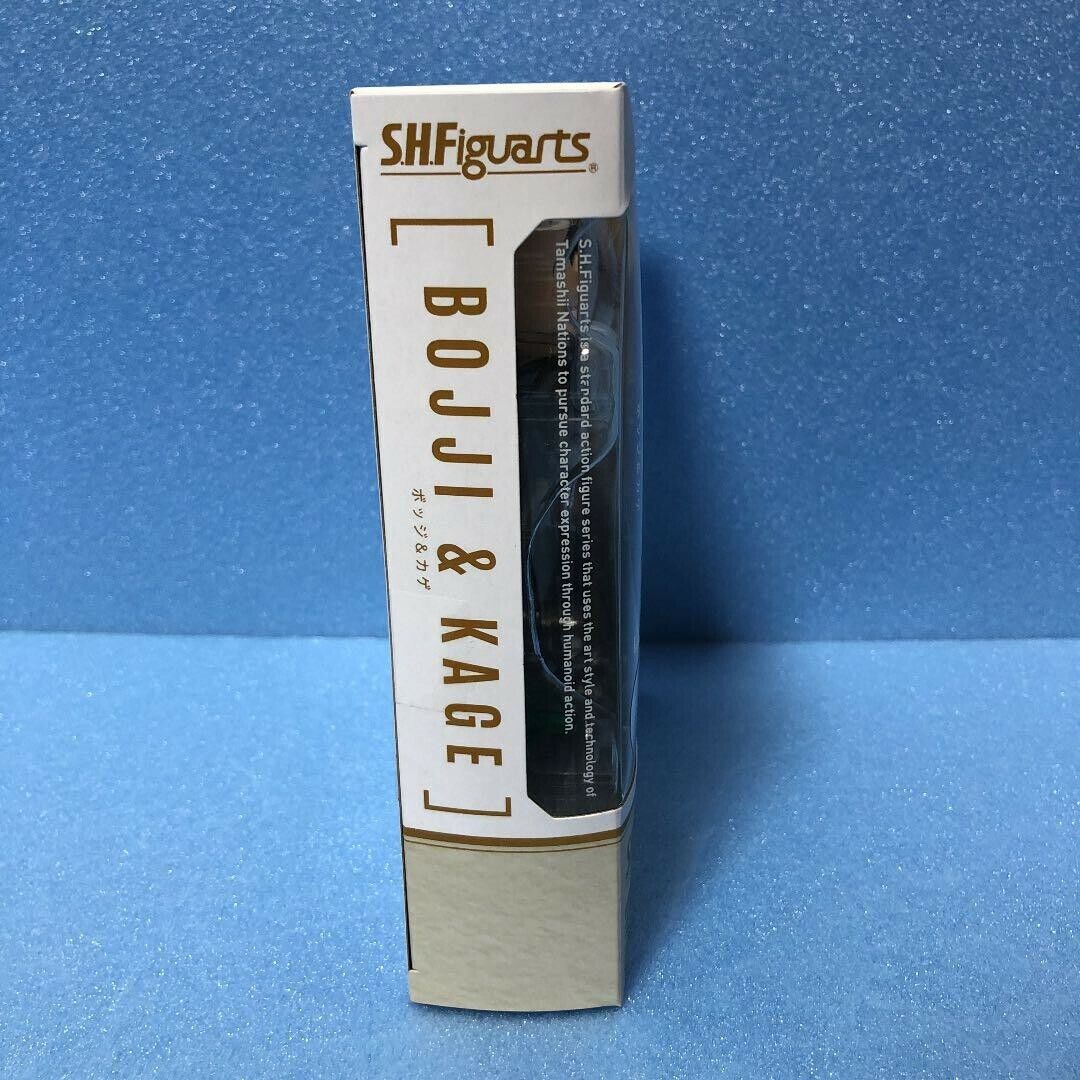 S.H.Figuarts®
[ BOJJI & KAGE ]
ボッジ&カゲ
S.H.Figuarts is a standard action figure series that uses the art style and technology of
Tamashii Nations to pursue character expression through humanoid action.